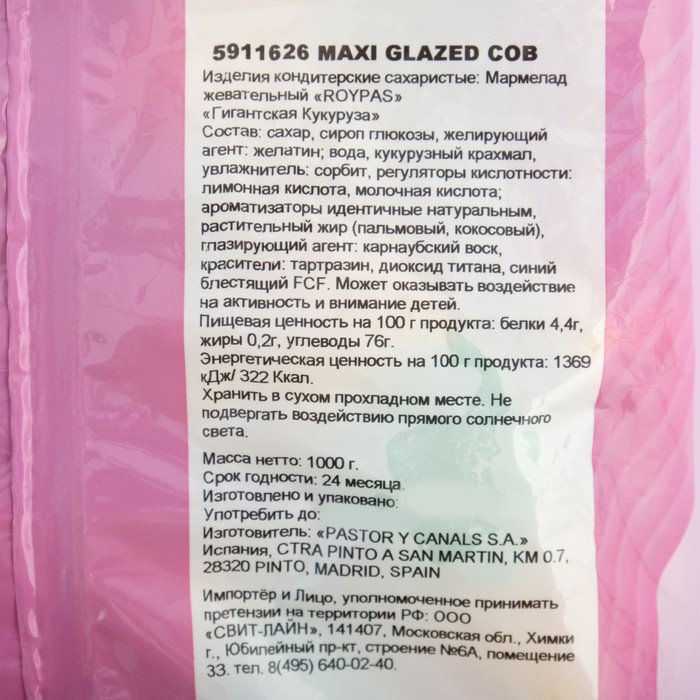 5911626 MAXI GLAZED COB
Изделия кондитерские сахаристые: Мармелад
жевательный «ROYPAS»
«Гигантская Кукуруза»
Состав: сахар, сироп глюкозы, желирующий
агент: желатин; вода, кукурузный крахмал,
увлажнитель: сорбит, регуляторы кислотности:
лимонная кислота, молочная кислота;
ароматизаторы идентичные натуральным,
растительный жир (пальмовый, кокосовый),
глазирующий агент: карнаубский воск,
красители: тартразин, диоксид титана, синий
блестящий FCF. Может оказывать воздействие
на активность и внимание детей.
Пищевая ценность на 100 г продукта: белки 4,4г,
жиры 0,2г, углеводы 76г.
Энергетическая ценность на 100 г продукта: 1369
кДж/ 322 Ккал.
Хранить в сухом прохладном месте. Не
подвергать воздействию прямого солнечного
света.
Масса нетто: 1000 г.
Срок годности: 24 месяца.
Изготовлено и упаковано:
Употребить до:
Изготовитель: «PASTOR Y CANALS S.A.»
Испания, CTRA PINTO A SAN MARTIN, KM 0.7,
28320 PINTO, MADRID, SPAIN
Импортёр и Лицо, уполномоченное принимать
претензии на территории РФ: ООО
«СВИТ-ЛАЙН», 141407, Московская обл., Химки
г., Юбилейный пр-кт, строение №6А, помещение
33. тел. 8(495) 640-02-40.